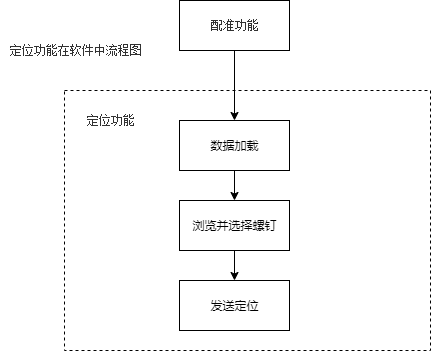 配准功能
定位功能在软件中流程图
定位功能
数据加载
浏览并选择螺钉
发送定位